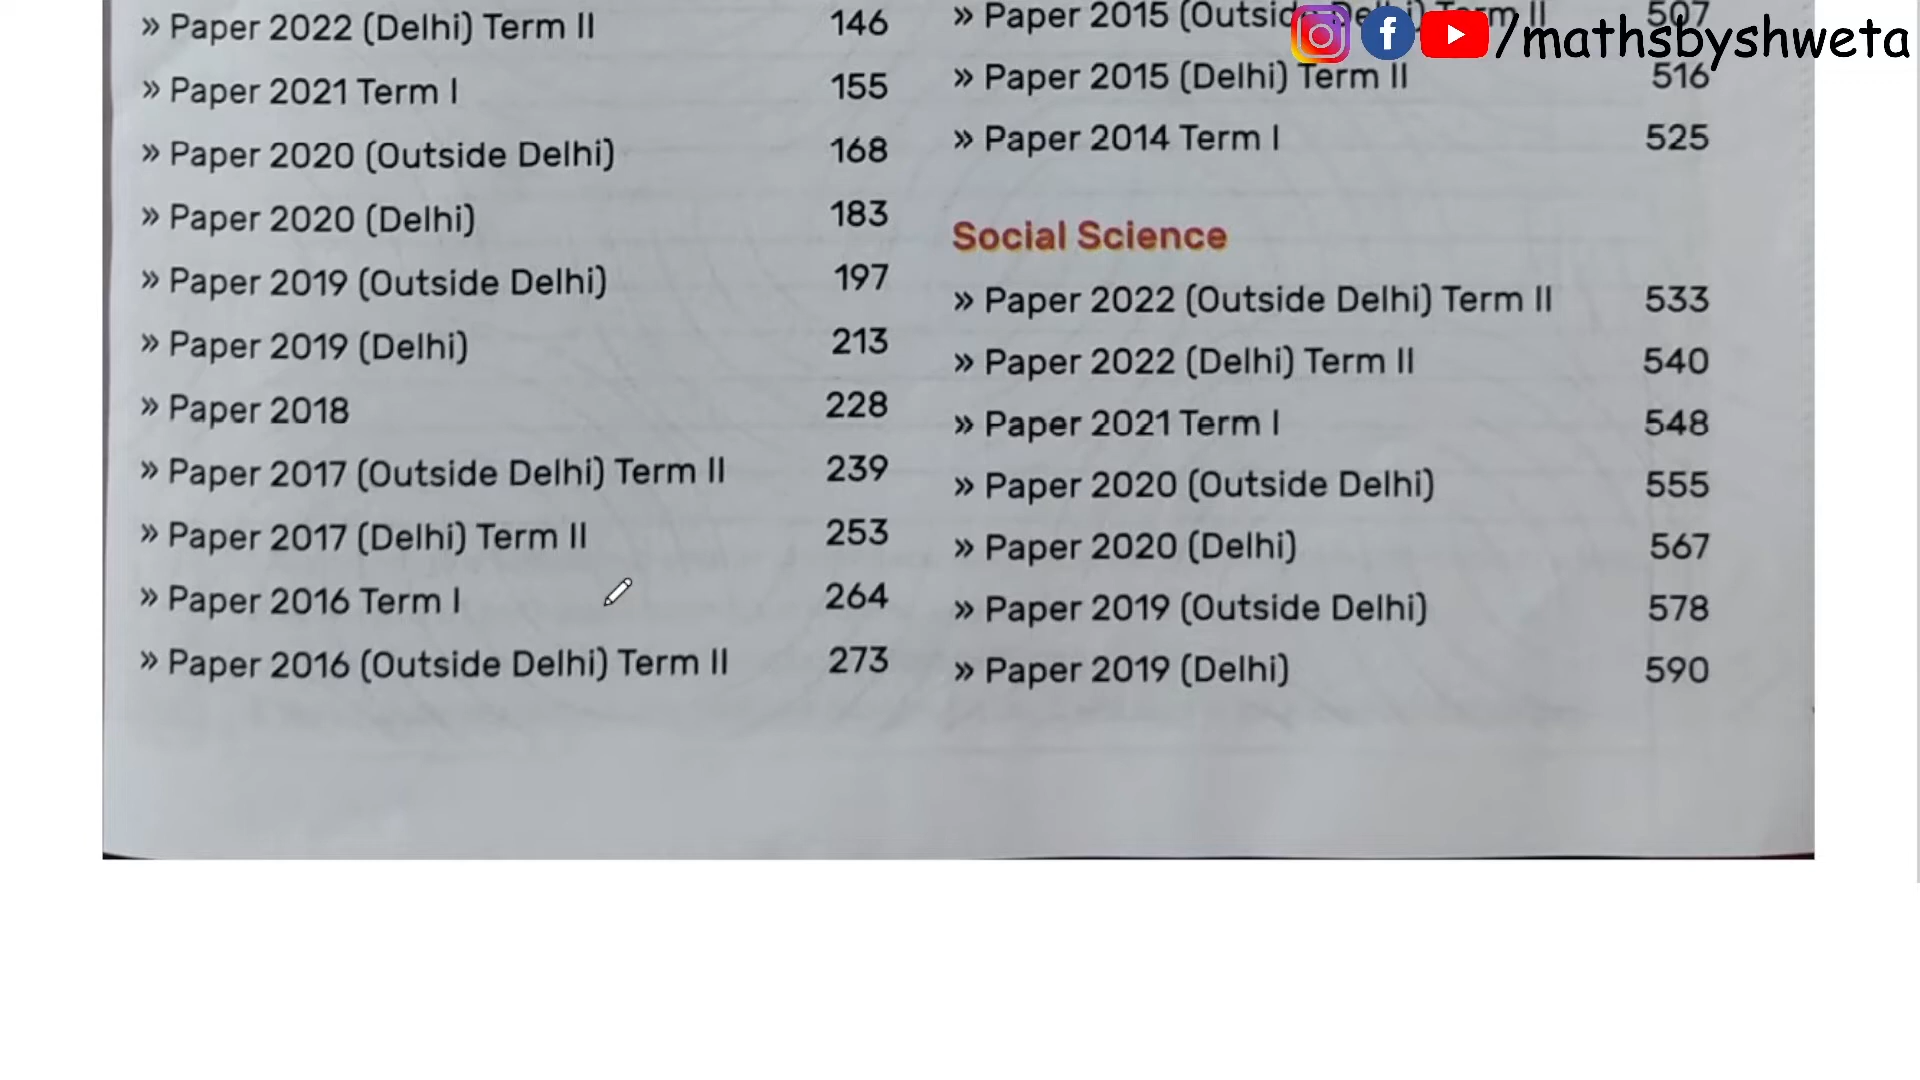 » Paper 2022 (Delhi) Term II 146
» Paper 2021 Term I 155
» Paper 2020 (Outside Delhi) 168
» Paper 2020 (Delhi) 183
» Paper 2019 (Outside Delhi) 197
» Paper 2019 (Delhi) 213
» Paper 2018 228
» Paper 2017 (Outside Delhi) Term II 239
» Paper 2017 (Delhi) Term II 253
» Paper 2016 Term I 264
» Paper 2016 (Outside Delhi) Term II 273
» Paper 2015 (Outside Delhi) Term II 507
» Paper 2015 (Delhi) Term II 516
» Paper 2014 Term I 525
Social Science
» Paper 2022 (Outside Delhi) Term II 533
» Paper 2022 (Delhi) Term II 540
» Paper 2021 Term I 548
» Paper 2020 (Outside Delhi) 555
» Paper 2020 (Delhi) 567
» Paper 2019 (Outside Delhi) 578
» Paper 2019 (Delhi) 590
/mathsbyshweta